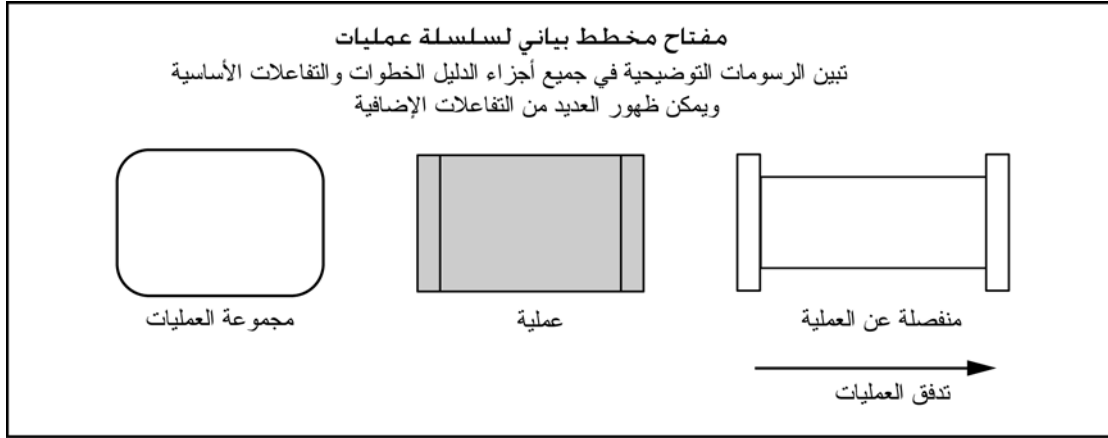 مفتاح مخطط بياني لسلسلة عمليات
تبين الرسومات التوضيحية في جميع أجزاء الدليل الخطوات والتفاعلات الأساسية
ويمكن ظهور العديد من التفاعلات الإضافية
منفصلة عن العملية
عملية
مجموعة العمليات
تدفق العمليات